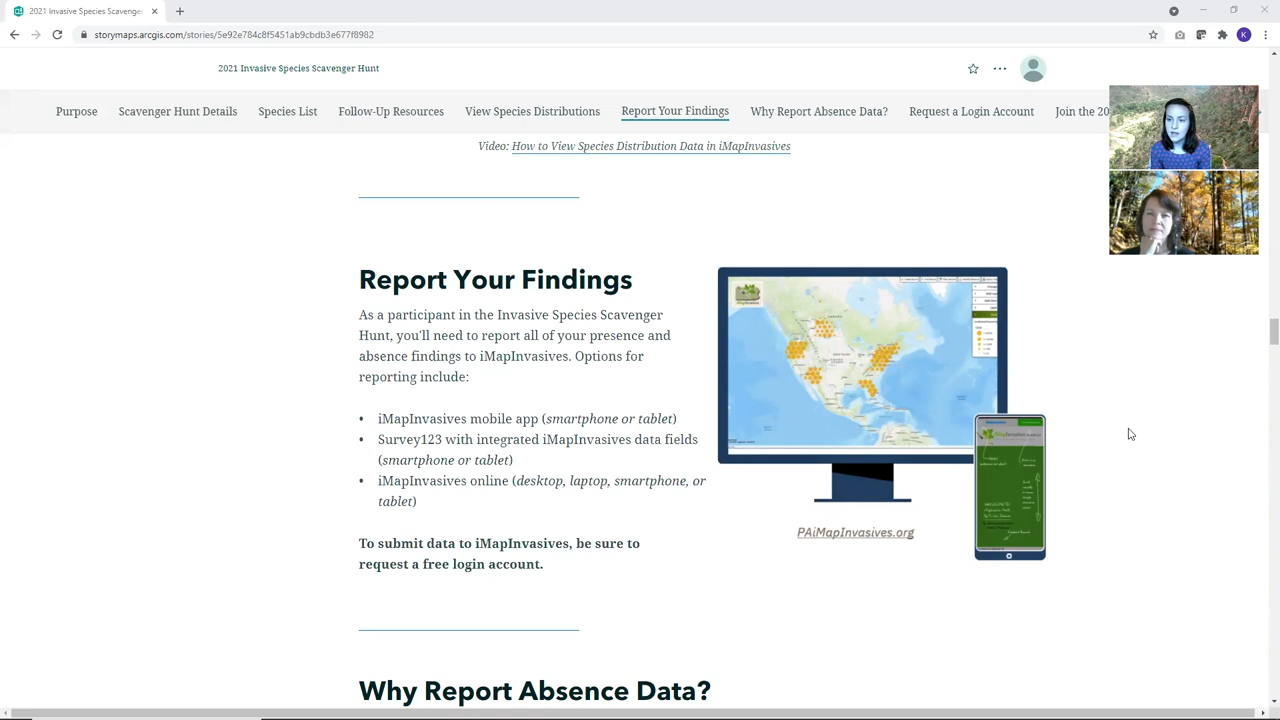 2021 Invasive Species Scavenger
storymaps.arcgis.com/stories/5e92e784c8f5451ab9cbdb3e677f8982
K
2021 Invasive Species Scavenger Hunt
Purpose Scavenger Hunt Details Species List Follow-Up Resources View Species Distributions Report Your Findings Why Report Absence Data? Request a Login Account Join the 20
Video: How to View Species Distribution Data in iMapInvasives
Report Your Findings
As a participant in the Invasive Species Scavenger
Hunt, you'll need to report all of your presence and
absence findings to iMapInvasives. Options for
reporting include:
• iMapInvasives mobile app (smartphone or tablet)
• Survey123 with integrated iMapInvasives data fields
(smartphone or tablet)
• iMapInvasives online (desktop, laptop, smartphone, or
tablet)
To submit data to iMapInvasives, be sure to
request a free login account.
PAiMapInvasives.org
Why Report Absence Data?